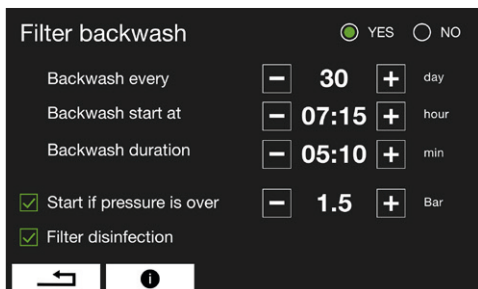 Filter backwash YES NO
Backwash every − 30 + day
Backwash start at − 07:15 + hour
Backwash duration − 05:10 + min
Start if pressure is over − 1.5 + Bar
Filter disinfection
i